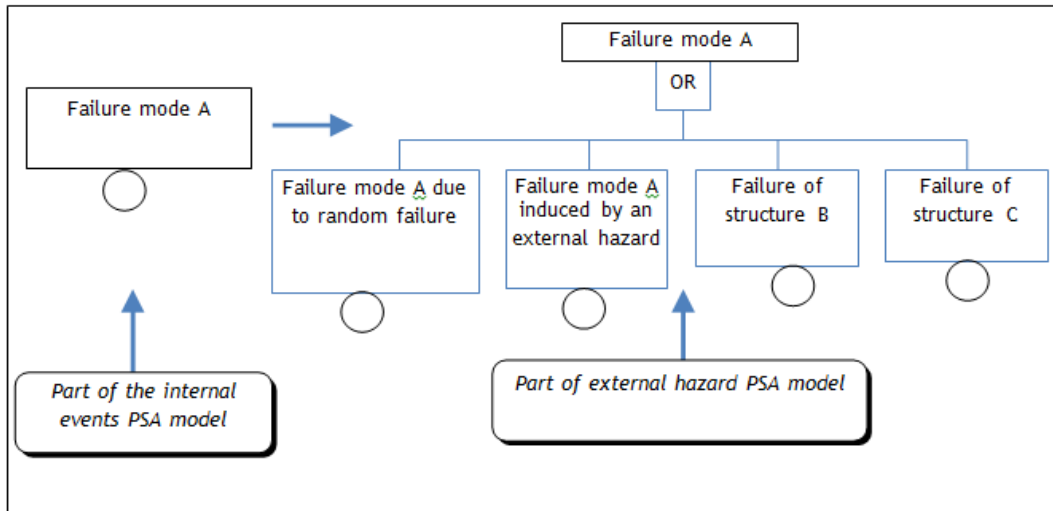 Failure mode A
OR
Failure mode A
Failure mode A due
to random failure
Failure mode A
induced by an
external hazard
Failure of
structure B
Failure of
structure C
Part of the internal
events PSA model
Part of external hazard PSA model